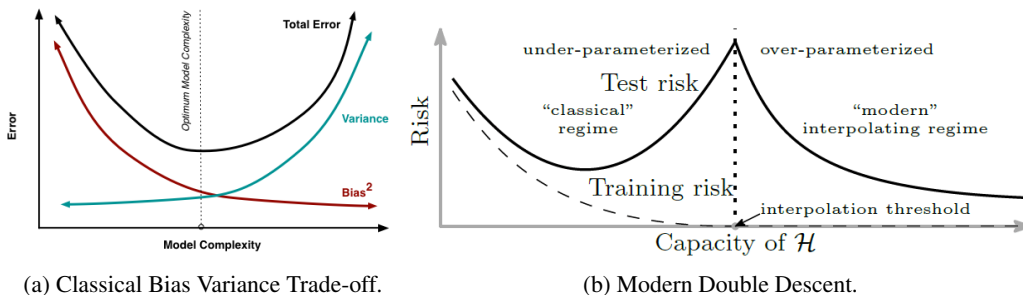 Total Error
Optimum Model Complexity
Variance
Error
Bias²
Model Complexity
(a) Classical Bias Variance Trade-off.
under-parameterized
over-parameterized
Test risk
“classical”
regime
“modern”
interpolating regime
Risk
Training risk
interpolation threshold
Capacity of ℋ
(b) Modern Double Descent.